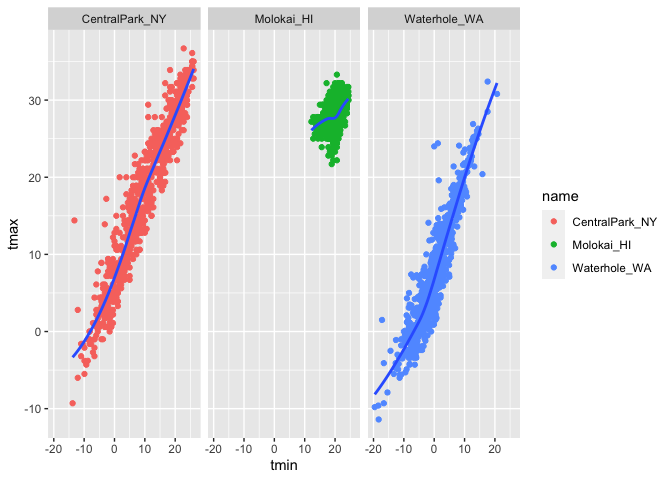 CentralPark_NY Molokai_HI Waterhole_WA
30
20
10
0
-10
tmax
-20 -10 0 10 20 -20 -10 0 10 20 -20 -10 0 10 20
tmin
name
CentralPark_NY
Molokai_HI
Waterhole_WA